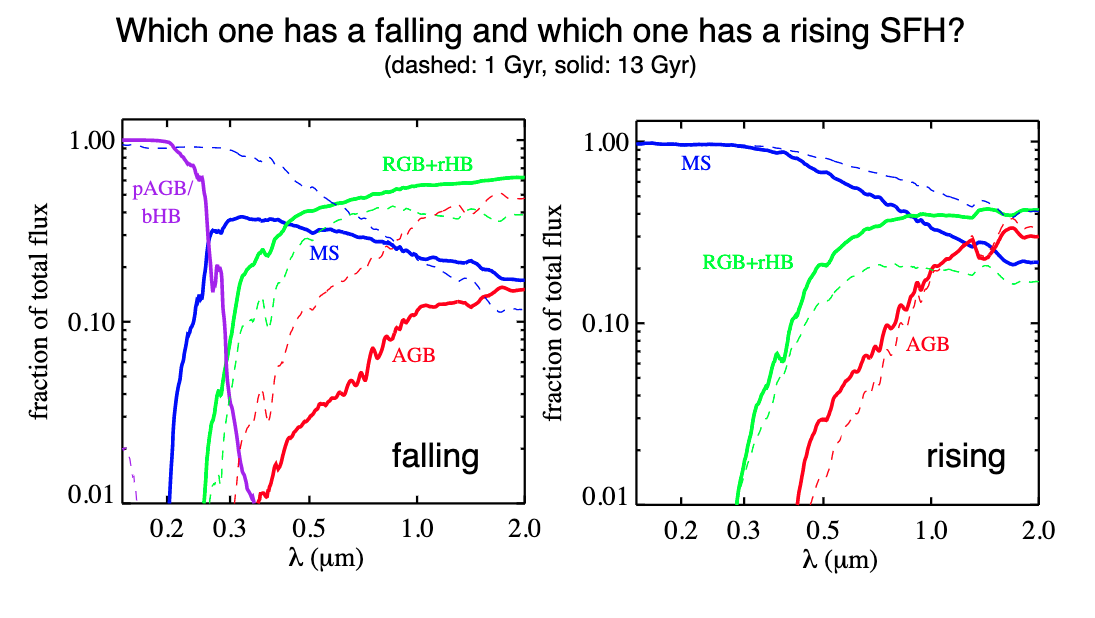 Which one has a falling and which one has a rising SFH?
(dashed: 1 Gyr, solid: 13 Gyr)
fraction of total flux
1.00
0.10
0.01
pAGB/
bHB
RGB+rHB
MS
AGB
falling
0.2 0.3 0.5 1.0 2.0
λ (μm)
fraction of total flux
1.00
0.10
0.01
MS
RGB+rHB
AGB
rising
0.2 0.3 0.5 1.0 2.0
λ (μm)